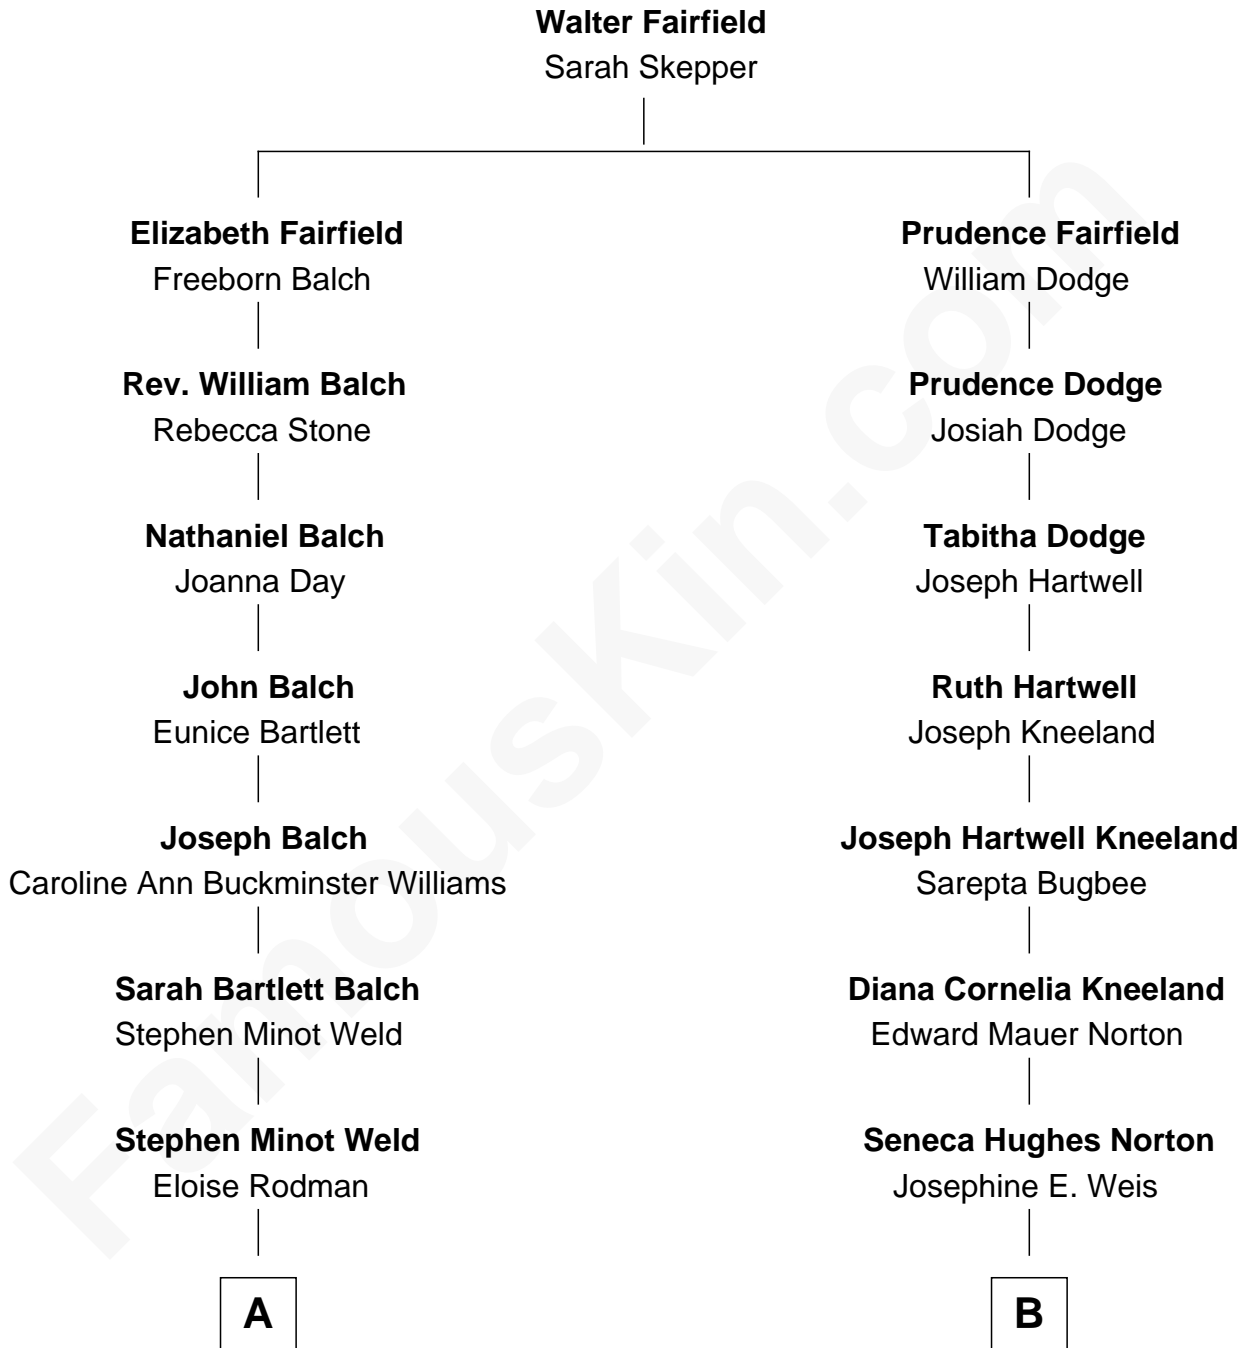 Walter Fairfield
Sarah Skepper
Elizabeth Fairfield
Freeborn Balch
Prudence Fairfield
William Dodge
Rev. William Balch
Rebecca Stone
Prudence Dodge
Josiah Dodge
Nathaniel Balch
Joanna Day
Tabitha Dodge
Joseph Hartwell
John Balch
Eunice Bartlett
Ruth Hartwell
Joseph Kneeland
Joseph Balch
Caroline Ann Buckminster Williams
Joseph Hartwell Kneeland
Sarepta Bugbee
Sarah Bartlett Balch
Stephen Minot Weld
Diana Cornelia Kneeland
Edward Mauer Norton
Stephen Minot Weld
Eloise Rodman
Seneca Hughes Norton
Josephine E. Weis
A
B
FamousKin.com